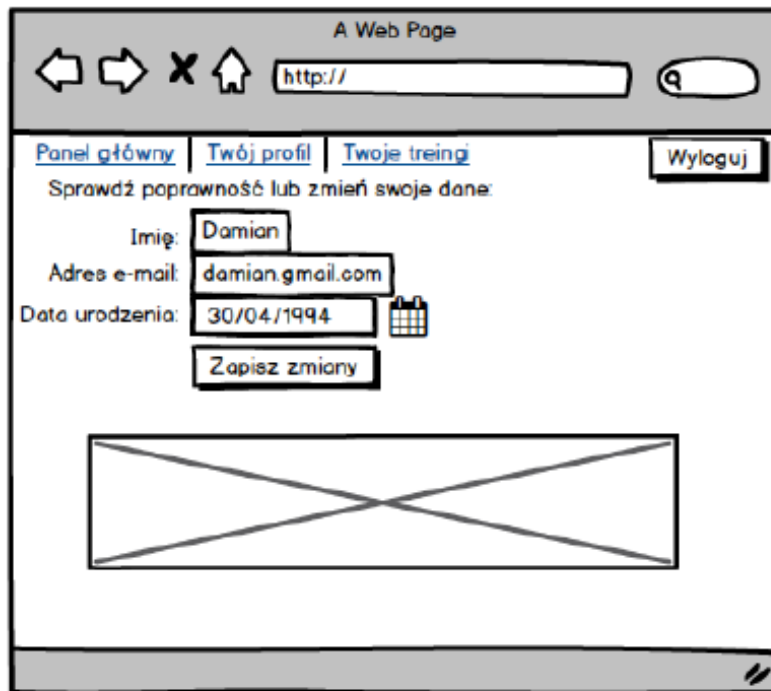 A Web Page
http://
Panel główny Twój profil Twoje treingi Wyloguj
Sprawdź poprawność lub zmień swoje dane:
Imię: Damian
Adres e-mail: damian.gmail.com
Data urodzenia: 30/04/1994
Zapisz zmiany